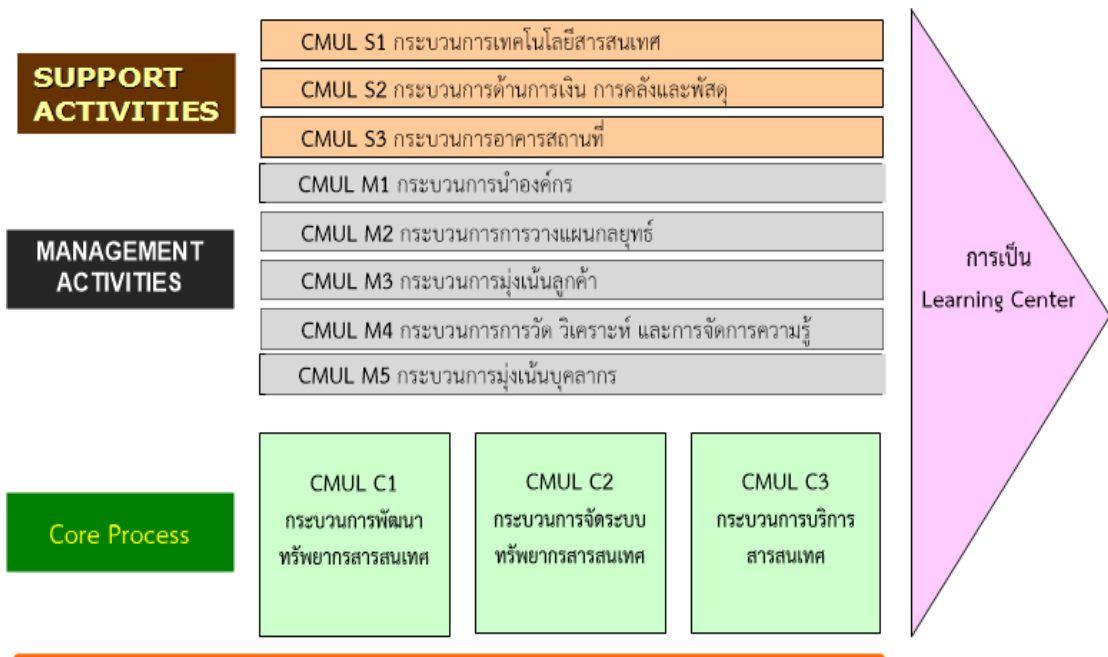 SUPPORT
ACTIVITIES
CMUL S1 กระบวนการเทคโนโลยีสารสนเทศ
CMUL S2 กระบวนการด้านการเงิน การคลังและพัสดุ
CMUL S3 กระบวนการอาคารสถานที่
MANAGEMENT
ACTIVITIES
CMUL M1 กระบวนการนำองค์กร
CMUL M2 กระบวนการการวางแผนกลยุทธ์
CMUL M3 กระบวนการมุ่งเน้นลูกค้า
CMUL M4 กระบวนการการวัด วิเคราะห์ และการจัดการความรู้
CMUL M5 กระบวนการมุ่งเน้นบุคลากร
Core Process
CMUL C1
กระบวนการพัฒนา
ทรัพยากรสารสนเทศ
CMUL C2
กระบวนการจัดระบบ
ทรัพยากรสารสนเทศ
CMUL C3
กระบวนการบริการ
สารสนเทศ
การเป็น
Learning Center